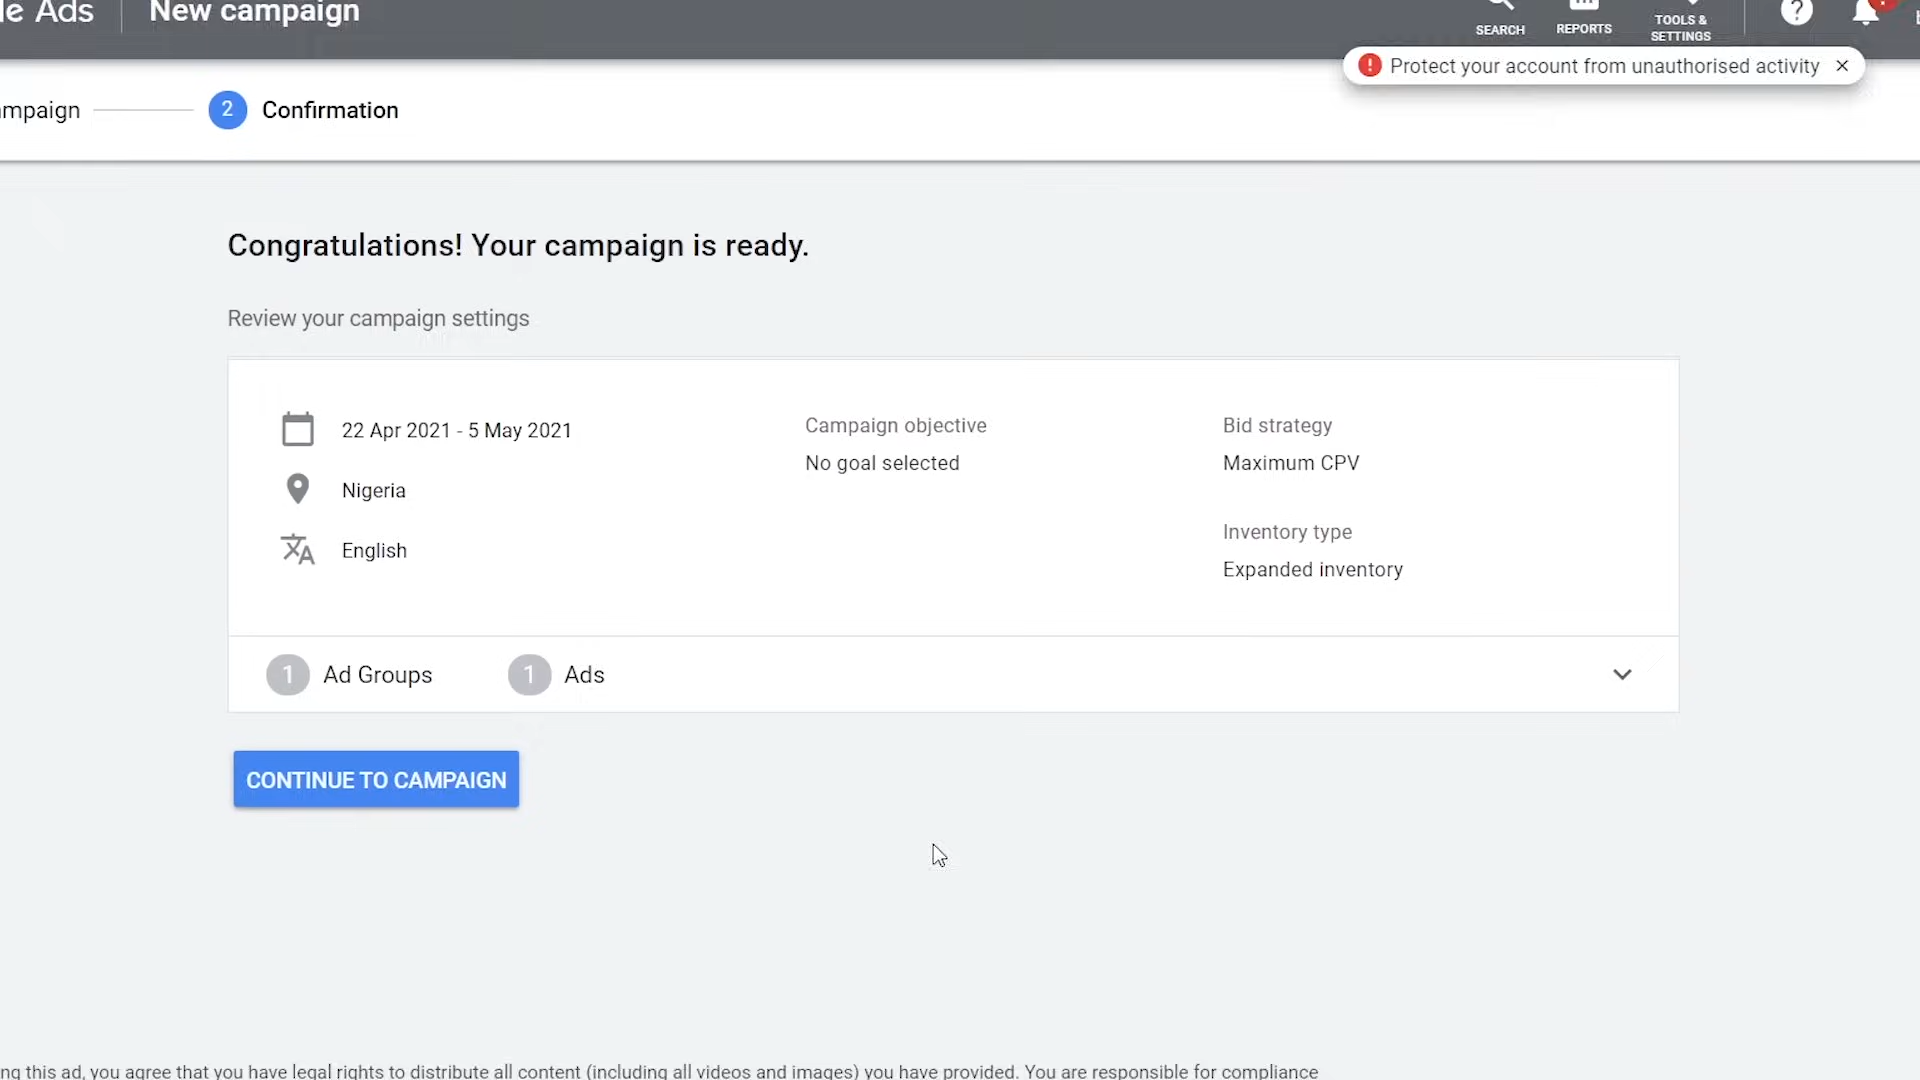 le Ads New campaign
SEARCH REPORTS TOOLS &
SETTINGS
Protect your account from unauthorised activity
mpaign 2 Confirmation
Congratulations! Your campaign is ready.
Review your campaign settings
22 Apr 2021 - 5 May 2021
Nigeria
English
Campaign objective
No goal selected
Bid strategy
Maximum CPV
Inventory type
Expanded inventory
1 Ad Groups 1 Ads
CONTINUE TO CAMPAIGN
ng this ad, you agree that you have legal rights to distribute all content (including all videos and images) you have provided. You are responsible for compliance